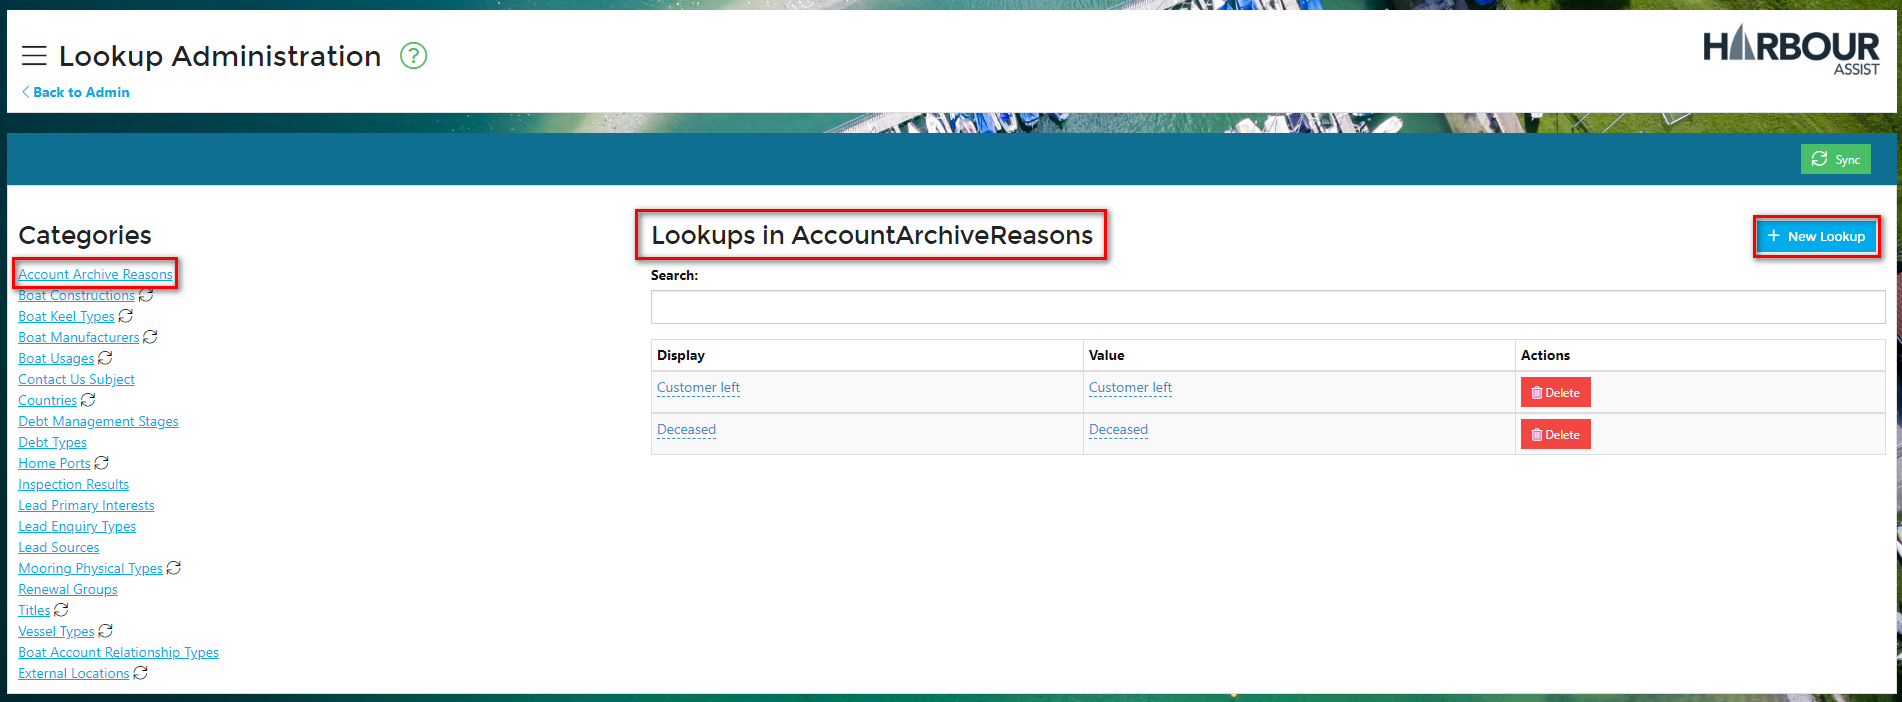 Lookup Administration ?
HARBOUR
ASSIST
Back to Admin
Sync
Categories
Account Archive Reasons
Boat Constructions
Boat Keel Types
Boat Manufacturers
Boat Usages
Contact Us Subject
Countries
Debt Management Stages
Debt Types
Home Ports
Inspection Results
Lead Primary Interests
Lead Enquiry Types
Lead Sources
Mooring Physical Types
Renewal Groups
Titles
Vessel Types
Boat Account Relationship Types
External Locations
Lookups in AccountArchiveReasons
+ New Lookup
Search:
Display Value Actions
Customer left Customer left Delete
Deceased Deceased Delete